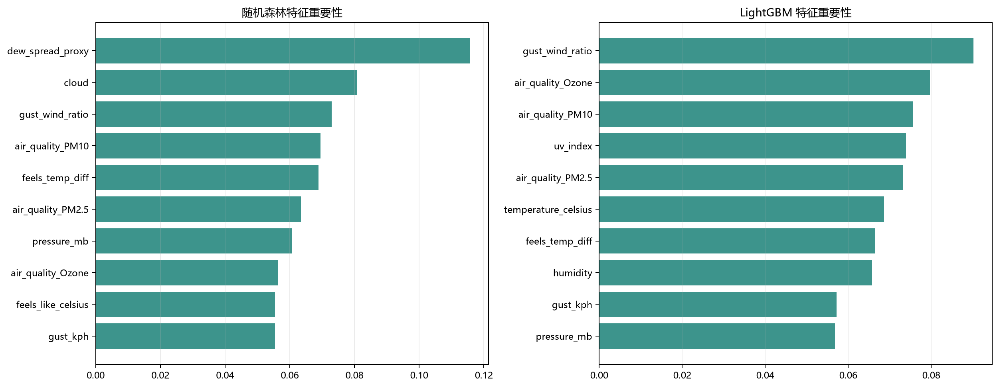 随机森林特征重要性
dew_spread_proxy
cloud
gust_wind_ratio
air_quality_PM10
feels_temp_diff
air_quality_PM2.5
pressure_mb
air_quality_Ozone
feels_like_celsius
gust_kph
0.00 0.02 0.04 0.06 0.08 0.10 0.12
LightGBM 特征重要性
gust_wind_ratio
air_quality_Ozone
air_quality_PM10
uv_index
air_quality_PM2.5
temperature_celsius
feels_temp_diff
humidity
gust_kph
pressure_mb
0.00 0.02 0.04 0.06 0.08